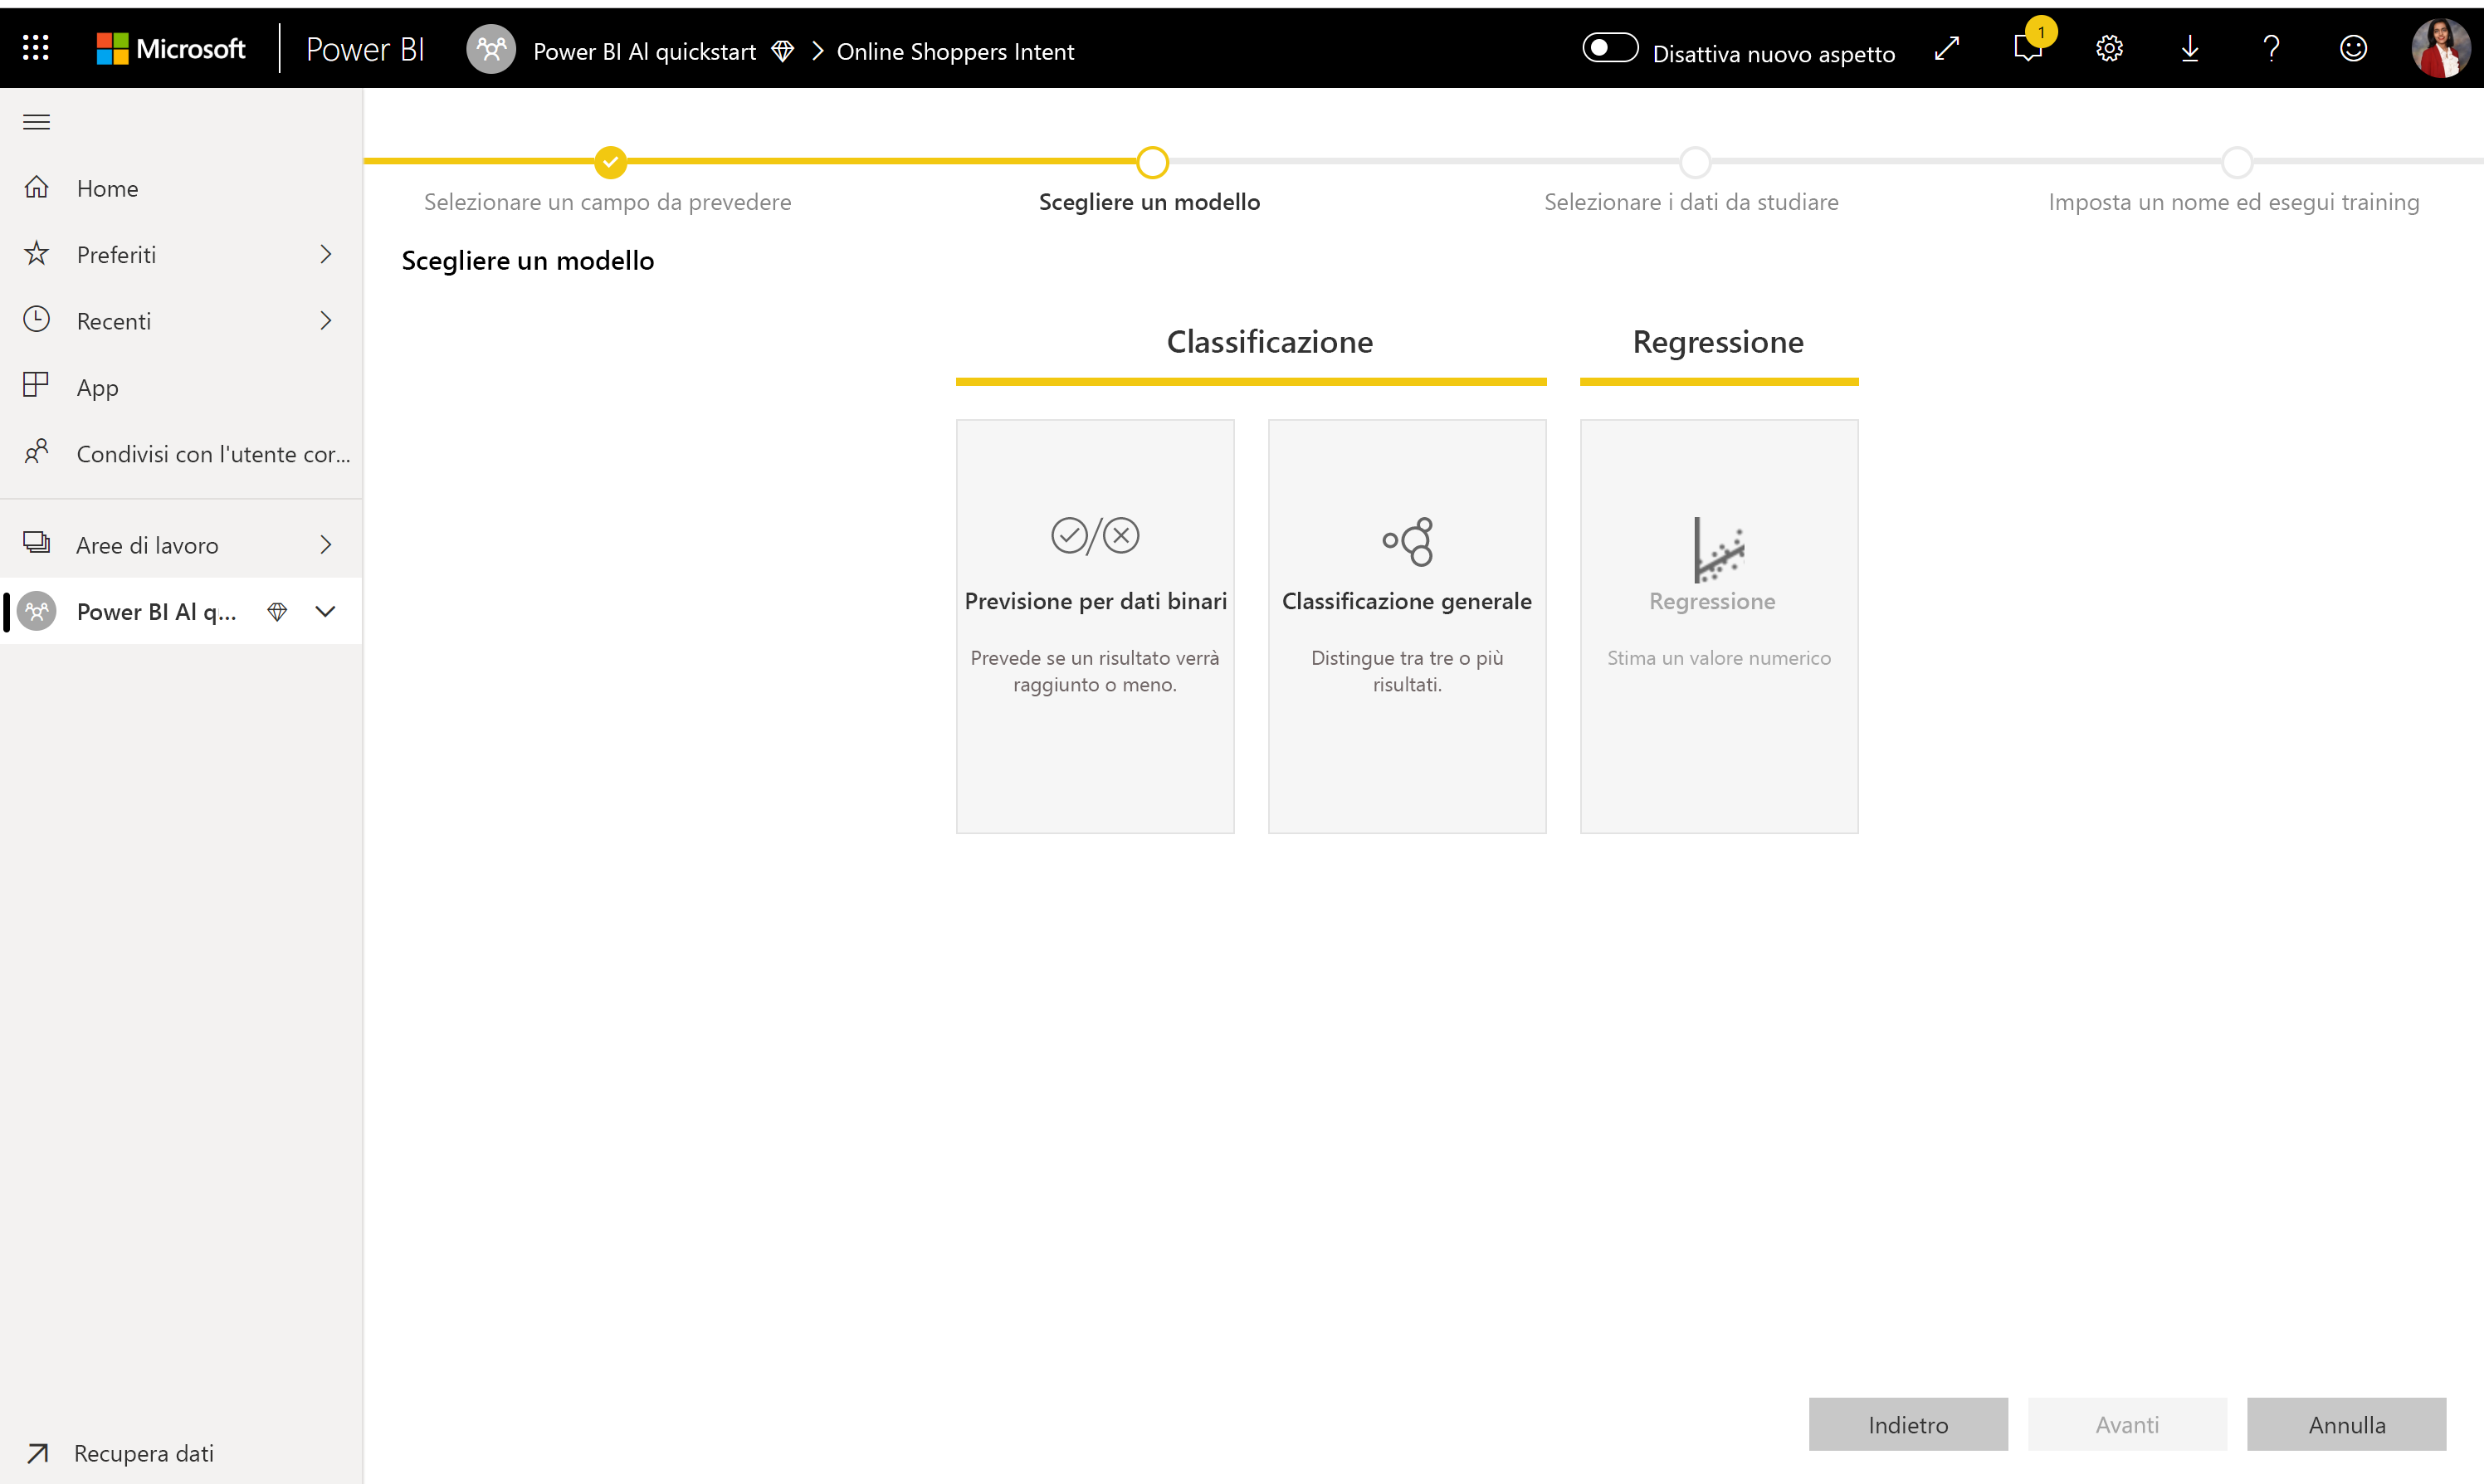 Microsoft Power BI Power BI AI quickstart Online Shoppers Intent Disattiva nuovo aspetto 1
Home
Preferiti
Recenti
App
Condivisi con l'utente cor...
Aree di lavoro
Power BI AI q...
Recupera dati
Selezionare un campo da prevedere Scegliere un modello Selezionare i dati da studiare Imposta un nome ed esegui training
Scegliere un modello
Classificazione Regressione
Previsione per dati binari
Prevede se un risultato verrà
raggiunto o meno.
Classificazione generale
Distingue tra tre o più
risultati.
Regressione
Stima un valore numerico
Indietro Avanti Annulla